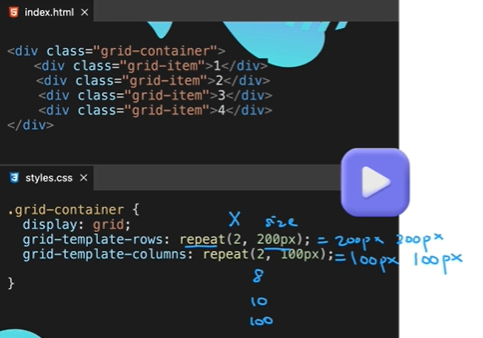 index.html ×
<div class="grid-container">
<div class="grid-item">1</div>
<div class="grid-item">2</div>
<div class="grid-item">3</div>
<div class="grid-item">4</div>
</div>
styles.css ×
.grid-container {
X size
display: grid;
grid-template-rows: repeat(2, 200px); = 200px 200px
grid-template-columns: repeat(2, 100px); = 100px 100px
8
}
10
100